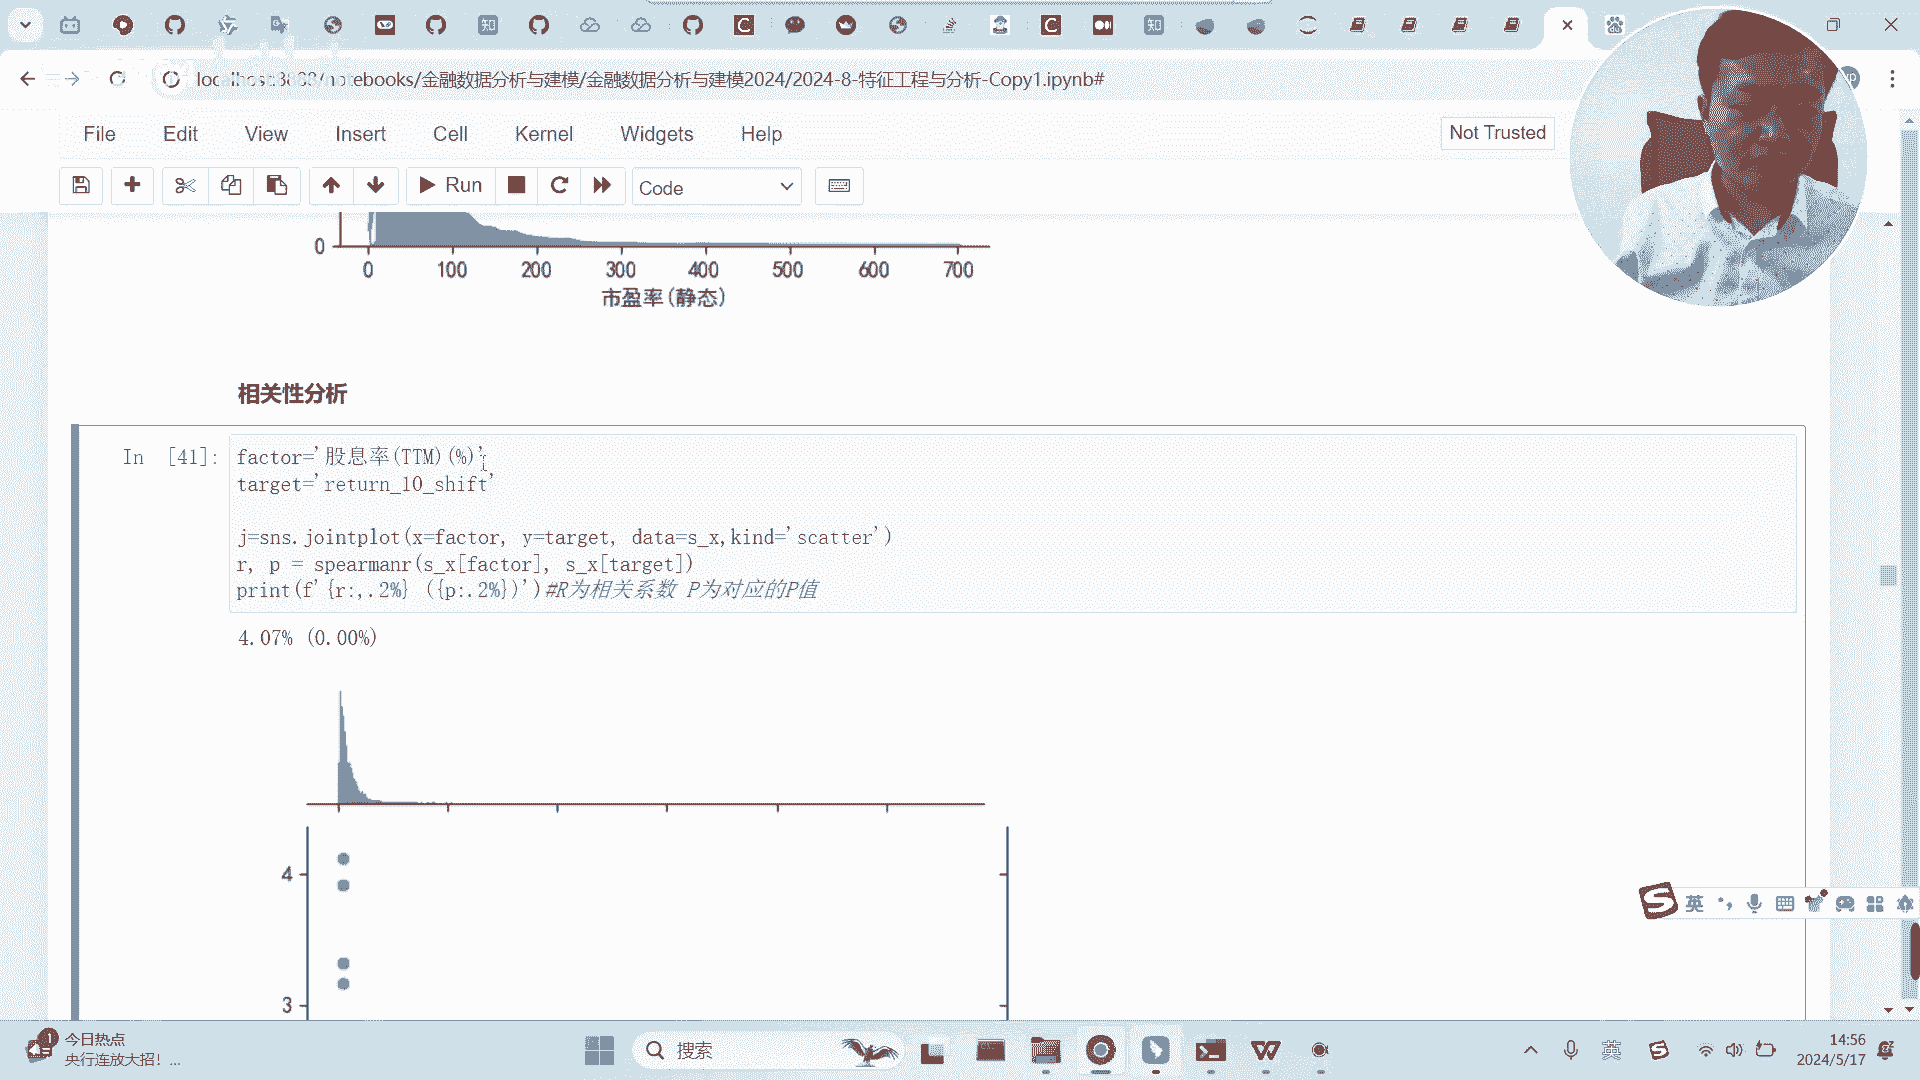 localhost:8888/notebooks/金融数据分析与建模/金融数据分析与建模2024/2024-8-特征工程与分析-Copy1.ipynb#
File Edit View Insert Cell Kernel Widgets Help
Not Trusted
Run
Code
0
0 100 200 300 400 500 600 700
市盈率(静态)
相关性分析
In [41]:
factor='股息率(TTM)(%)'
target='return_10_shift'
j=sns.jointplot(x=factor, y=target, data=s_x,kind='scatter')
r, p = spearmanr(s_x[factor], s_x[target])
print(f'{r:,.2%} ({p:.2%})')#R为相关系数 P为对应的P值
4.07% (0.00%)
4
3
英
今日热点
央行连放大招！...
搜索
英
14:56
2024/5/17